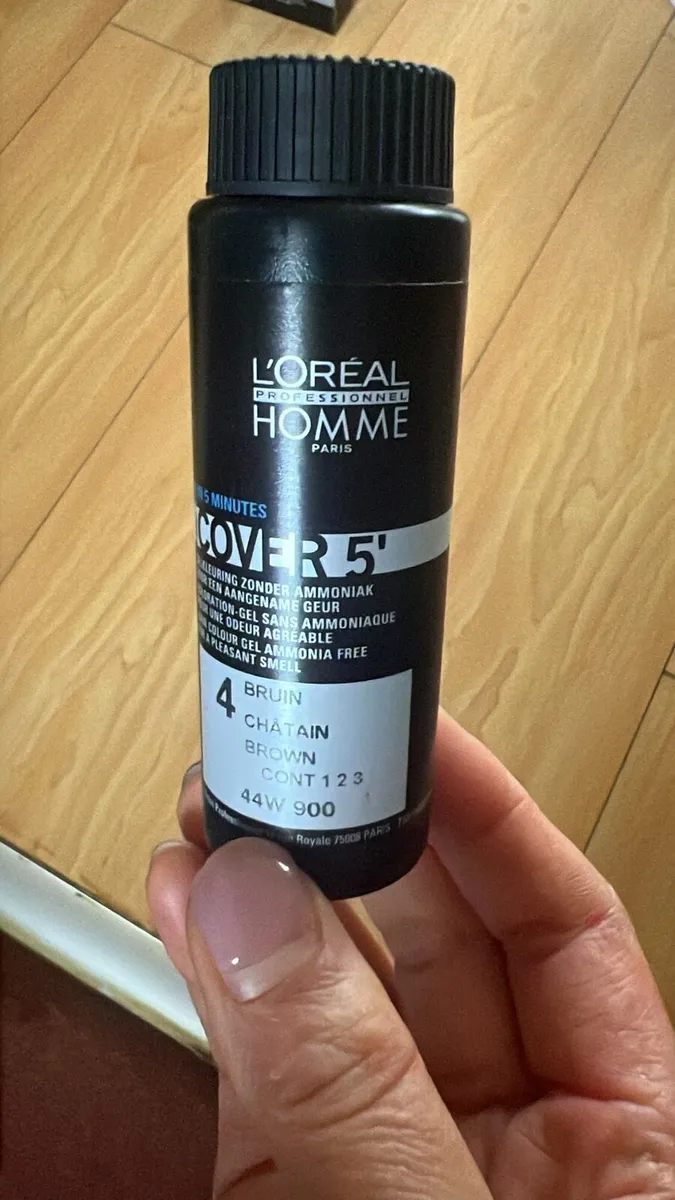 L'ORÉAL
PROFESSIONNEL
HOMME
PARIS
5 MINUTES
COVER 5'
ZONDER AMMONIAK
EEN AANGENAME GEUR
SANS AMMONIAQUE
UNE ODEUR AGRÉABLE
COLOUR GEL AMMONIA FREE
A PLEASANT SMELL
4 BRUIN
CHÂTAIN
BROWN
CONT 1 2 3
44W 900
Royale 75008 PARIS